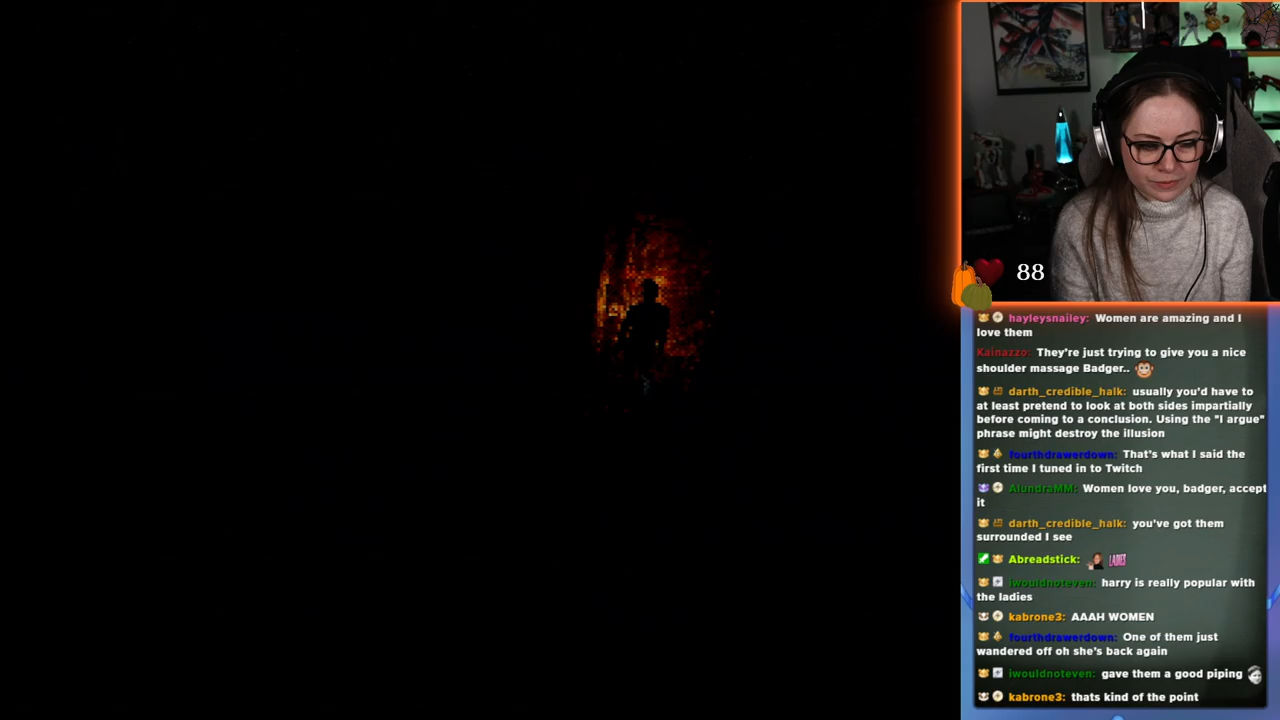 88
hayleysnailey: Women are amazing and I
love them
Kainazzo: They're just trying to give you a nice
shoulder massage Badger..
darth_credible_halk: usually you'd have to
at least pretend to look at both sides impartially
before coming to a conclusion. Using the "I argue"
phrase might destroy the illusion
fourthdrawerdown: That's what I said the
first time I tuned in to Twitch
AlundraMM: Women love you, badger, accept
it
darth_credible_halk: you've got them
surrounded I see
Abreadstick: LADIES
iwouldnoteven: harry is really popular with
the ladies
kabrone3: AAAH WOMEN
fourthdrawerdown: One of them just
wandered off oh she's back again
iwouldnoteven: gave them a good piping
kabrone3: thats kind of the point